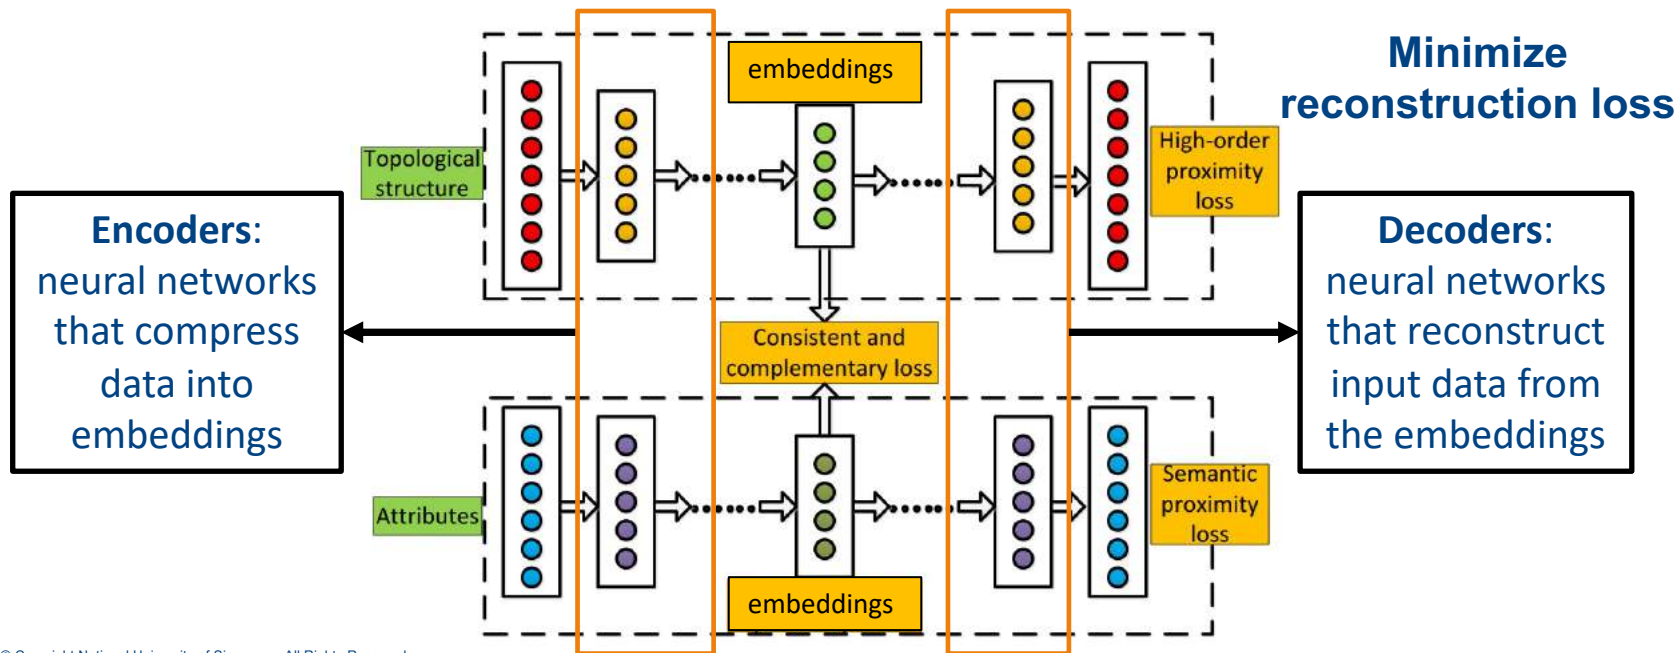 embeddings
Minimize
reconstruction loss
Topological
structure
High-order
proximity
loss
Encoders:
neural networks
that compress
data into
embeddings
Decoders:
neural networks
that reconstruct
input data from
the embeddings
Consistent and
complementary loss
Attributes
Semantic
proximity
loss
embeddings